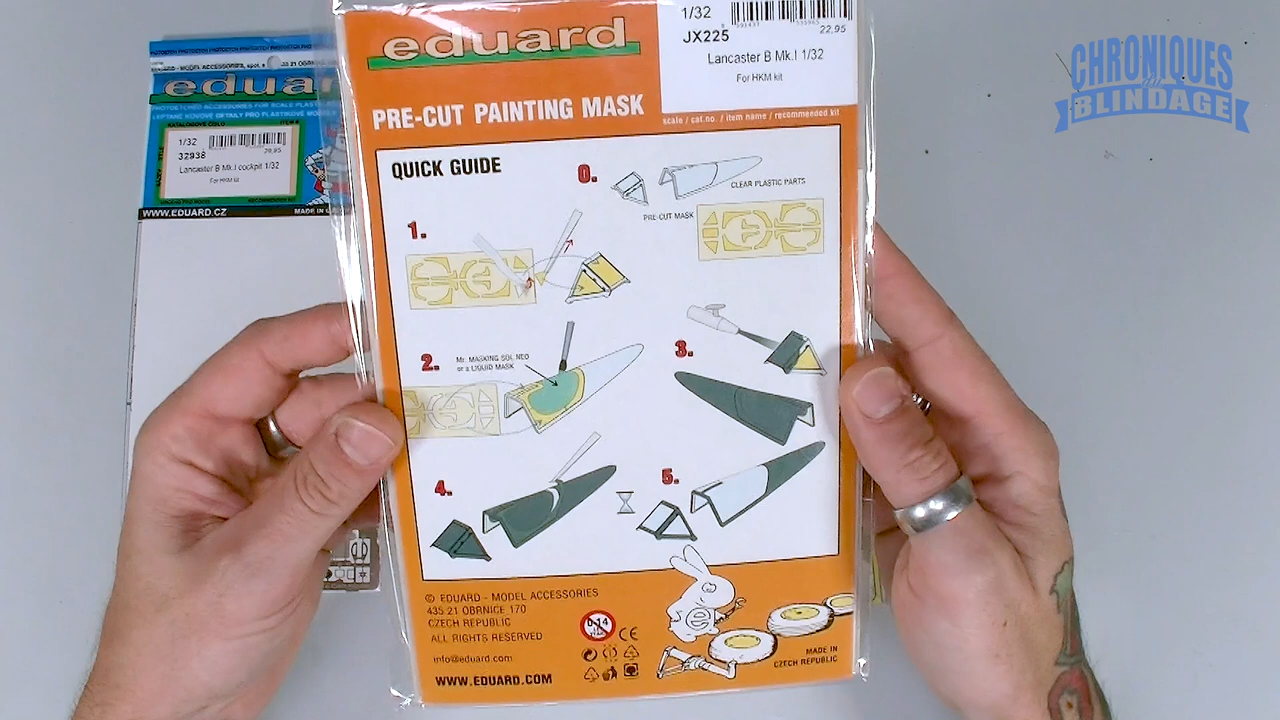 eduard
1/32
JX225
22,95
Lancaster B Mk.I 1/32
For HKM kit
PRE-CUT PAINTING MASK
scale / cat.no. / item name / recommended kit
QUICK GUIDE
0.
CLEAR PLASTIC PARTS
PRE-CUT MASK
1.
2.
Mr. MASKING SOL NEO
or a LIQUID MASK
3.
4.
5.
© EDUARD - MODEL ACCESSORIES
435 21 OBRNICE 170
CZECH REPUBLIC
ALL RIGHTS RESERVED
info@eduard.com
WWW.EDUARD.COM
0-14
CE
MADE IN
CZECH REPUBLIC
eduar
1/32
32938
Lancaster B Mk.I cockpit 1/32
For HKM kit
WWW.EDUARD.CZ
MADE IN
CHRONIQUES
BLINDAGE